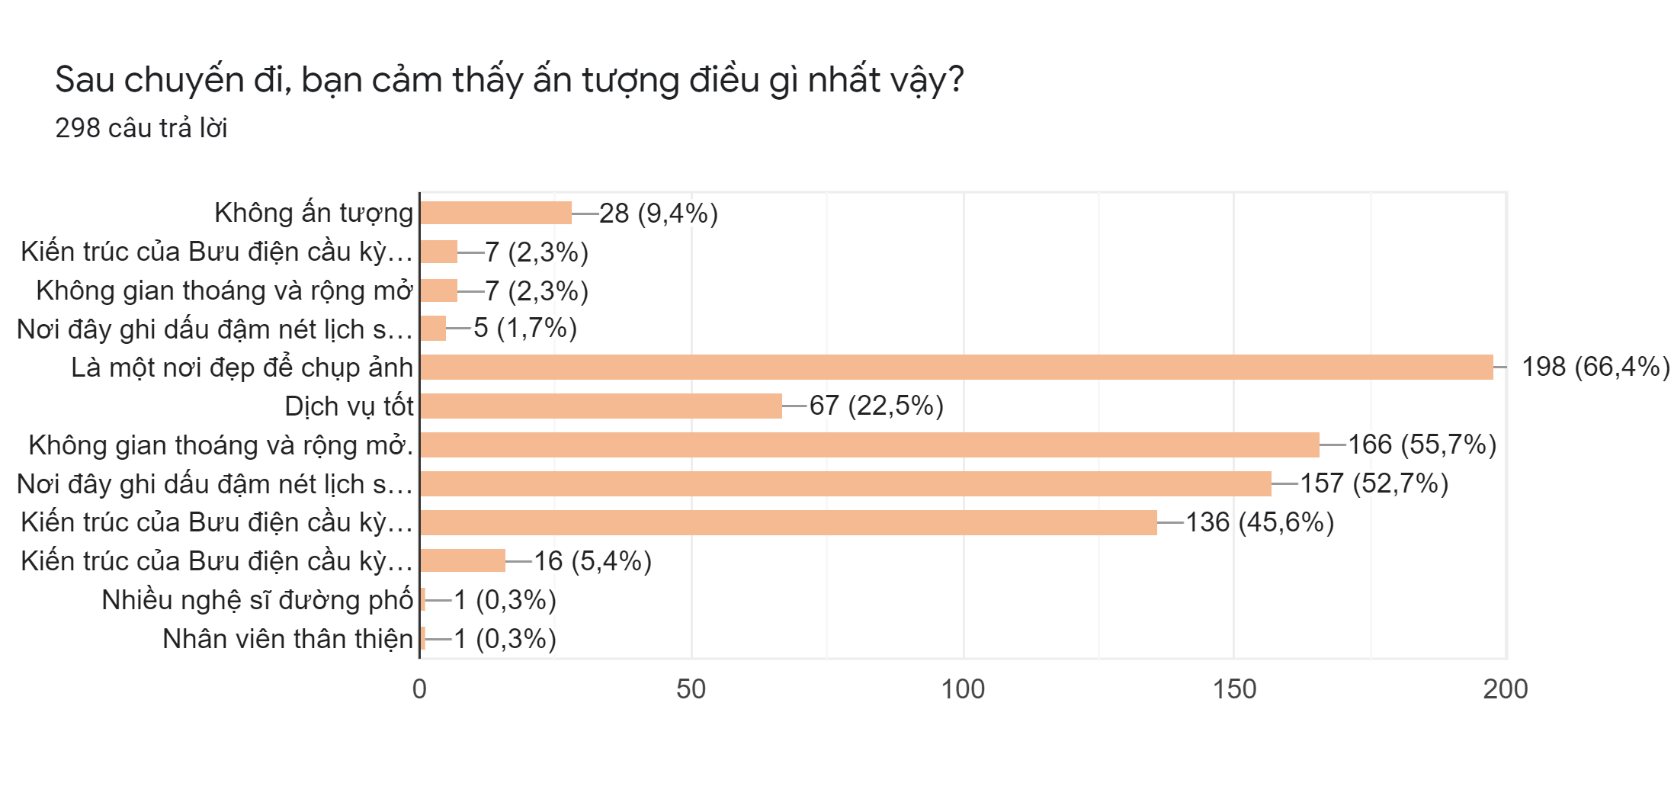 Sau chuyến đi, bạn cảm thấy ấn tượng điều gì nhất vậy?
298 câu trả lời
Không ấn tượng 28 (9,4%)
Kiến trúc của Bưu điện cầu kỳ… 7 (2,3%)
Không gian thoáng và rộng mở 7 (2,3%)
Nơi đây ghi dấu đậm nét lịch s… 5 (1,7%)
Là một nơi đẹp để chụp ảnh 198 (66,4%)
Dịch vụ tốt 67 (22,5%)
Không gian thoáng và rộng mở. 166 (55,7%)
Nơi đây ghi dấu đậm nét lịch s… 157 (52,7%)
Kiến trúc của Bưu điện cầu kỳ… 136 (45,6%)
Kiến trúc của Bưu điện cầu kỳ… 16 (5,4%)
Nhiều nghệ sĩ đường phố 1 (0,3%)
Nhân viên thân thiện 1 (0,3%)
0 50 100 150 200